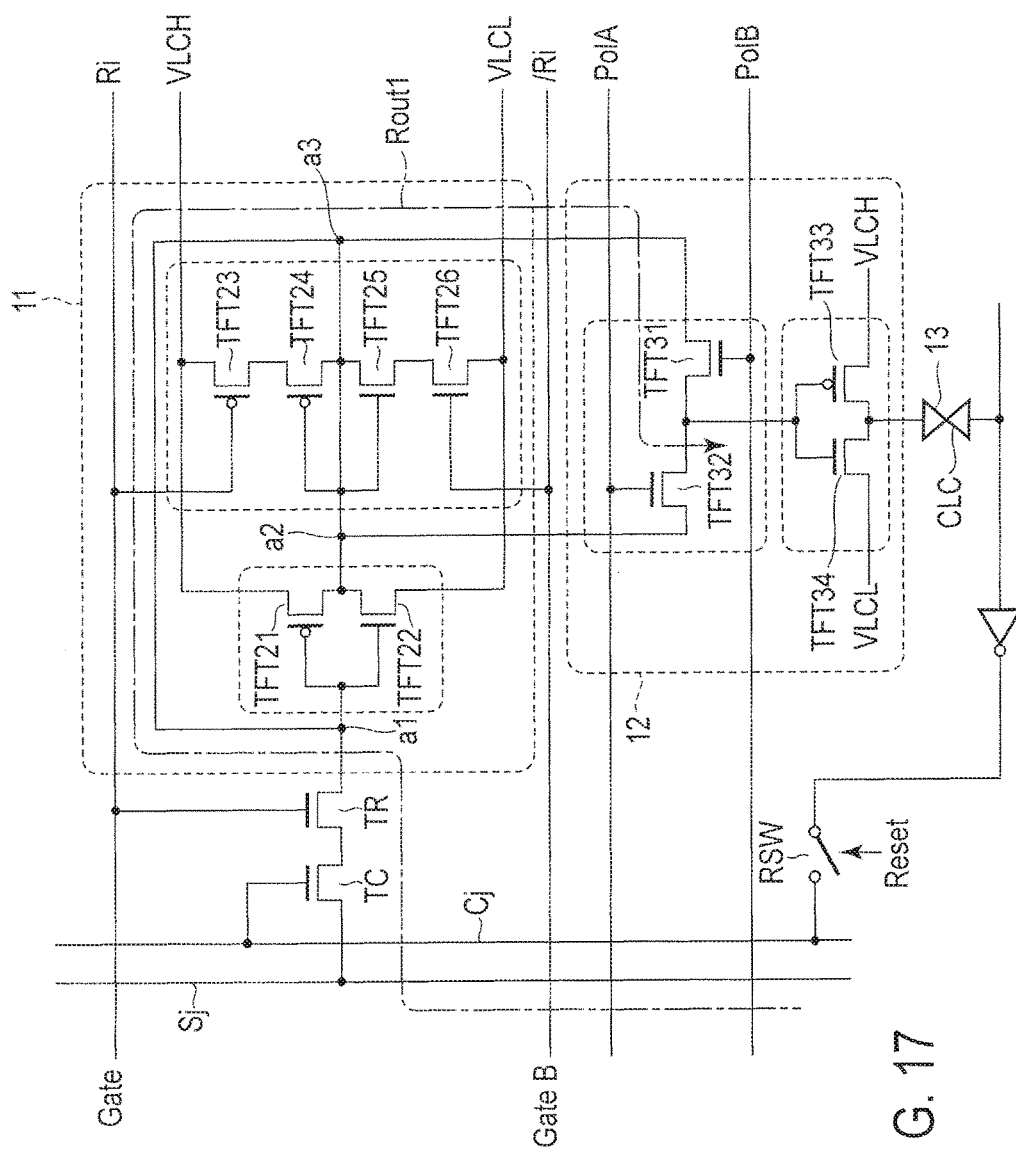 11
Ri
VLCH
Rout1
a3
VLCL
/Ri
PolA
PolB
TFT23
TFT24
TFT25
TFT26
a2
TFT21
TFT22
a1
TR
TC
Cj
Sj
Gate
Gate B
12
TFT31
TFT32
TFT33
VLCH
TFT34
VLCL
13
CLC
RSW
Reset
G. 17